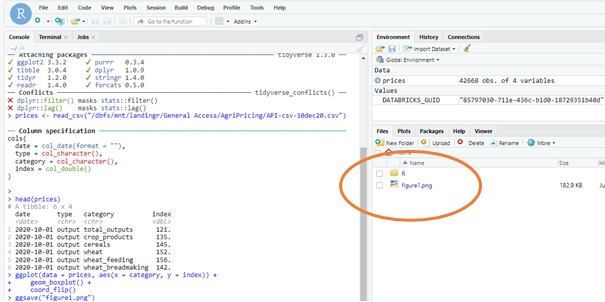 R
File Edit Code View Plots Session Build Debug Profile Tools Help
Go to file/function
Addins
Console Terminal × Jobs ×
~/
── Attaching packages ── tidyverse 1.3.0 ──
✓ ggplot2 3.3.2 ✓ purrr 0.3.4
✓ tibble 3.0.4 ✓ dplyr 1.0.9
✓ tidyr 1.2.0 ✓ stringr 1.4.0
✓ readr 1.4.0 ✓ forcats 0.5.0
── Conflicts ── tidyverse_conflicts() ──
✗ dplyr::filter() masks stats::filter()
✗ dplyr::lag() masks stats::lag()
> prices <- read_csv("/dbfs/mnt/landingr/General Access/AgriPricing/API-csv-10dec20.csv")
── Column specification ──
cols(
date = col_date(format = ""),
type = col_character(),
category = col_character(),
index = col_double()
)
>
> head(prices)
# A tibble: 6 x 4
date type category index
<date> <chr> <chr> <dbl>
1 2020-10-01 output total_outputs 121.
2 2020-10-01 output crop_products 135.
3 2020-10-01 output cereals 145.
4 2020-10-01 output wheat 152.
5 2020-10-01 output wheat_feeding 156.
6 2020-10-01 output wheat_breadmaking 142.
> ggplot(data = prices, aes(x = category, y = index)) +
+ geom_boxplot() +
+ coord_flip()
> ggsave("figure1.png")
Environment History Connections
Import Dataset
Global Environment
Data
prices 42668 obs. of 4 variables
Values
DATABRICKS_GUID "85797030-711e-436c-b1d0-18729351b40d"
Files Plots Packages Help Viewer
New Folder Upload Delete Rename More
Name Size
R
figure1.png 182.9 KB